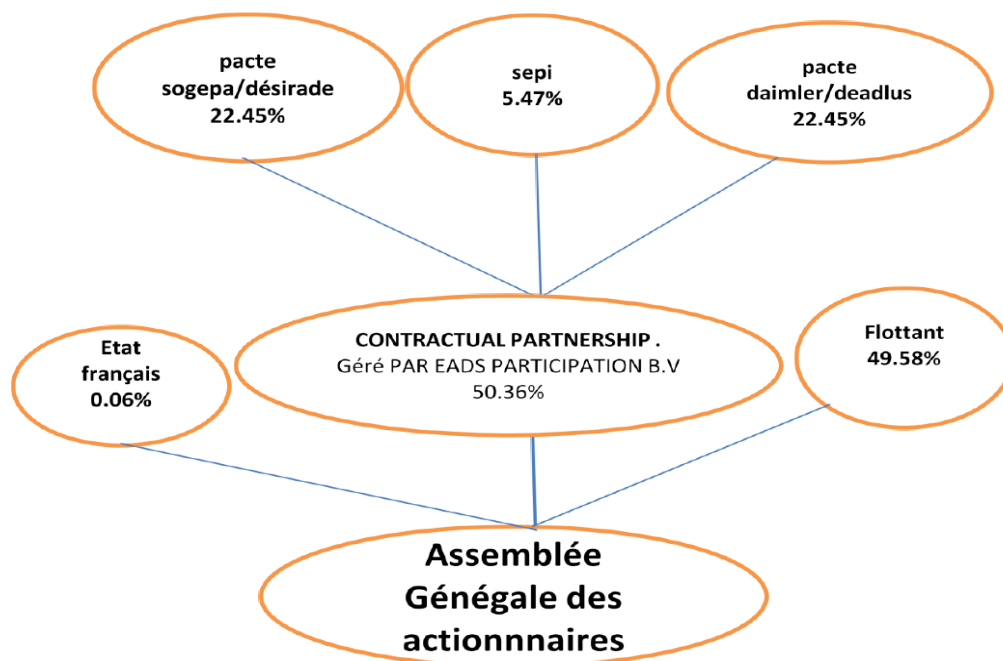 pacte
sogepa/désirade
22.45%
sepi
5.47%
pacte
daimler/deadlus
22.45%
Etat
français
0.06%
CONTRACTUAL PARTNERSHIP .
Géré PAR EADS PARTICIPATION B.V
50.36%
Flottant
49.58%
Assemblée
Génégale des
actionnnaires